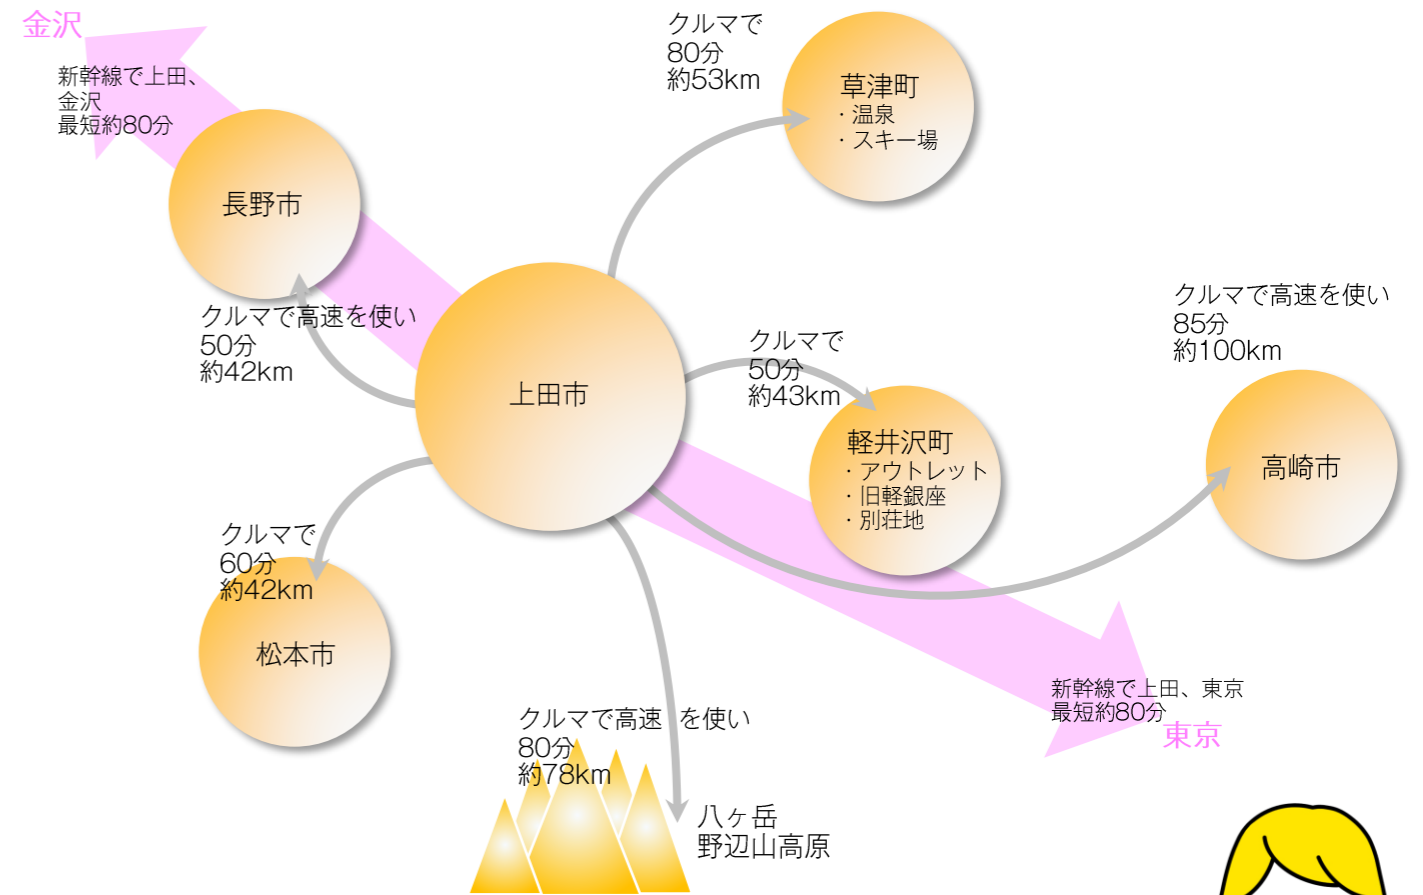 金沢
新幹線で上田、
金沢
最短約80分
長野市
クルマで高速を使い
50分
約42km
クルマで
80分
約53km
草津町
・温泉
・スキー場
上田市
クルマで
50分
約43km
軽井沢町
・アウトレット
・旧軽銀座
・別荘地
クルマで高速を使い
85分
約100km
高崎市
クルマで
60分
約42km
松本市
クルマで高速を使い
80分
約78km
八ヶ岳
野辺山高原
新幹線で上田、東京
最短約80分
東京